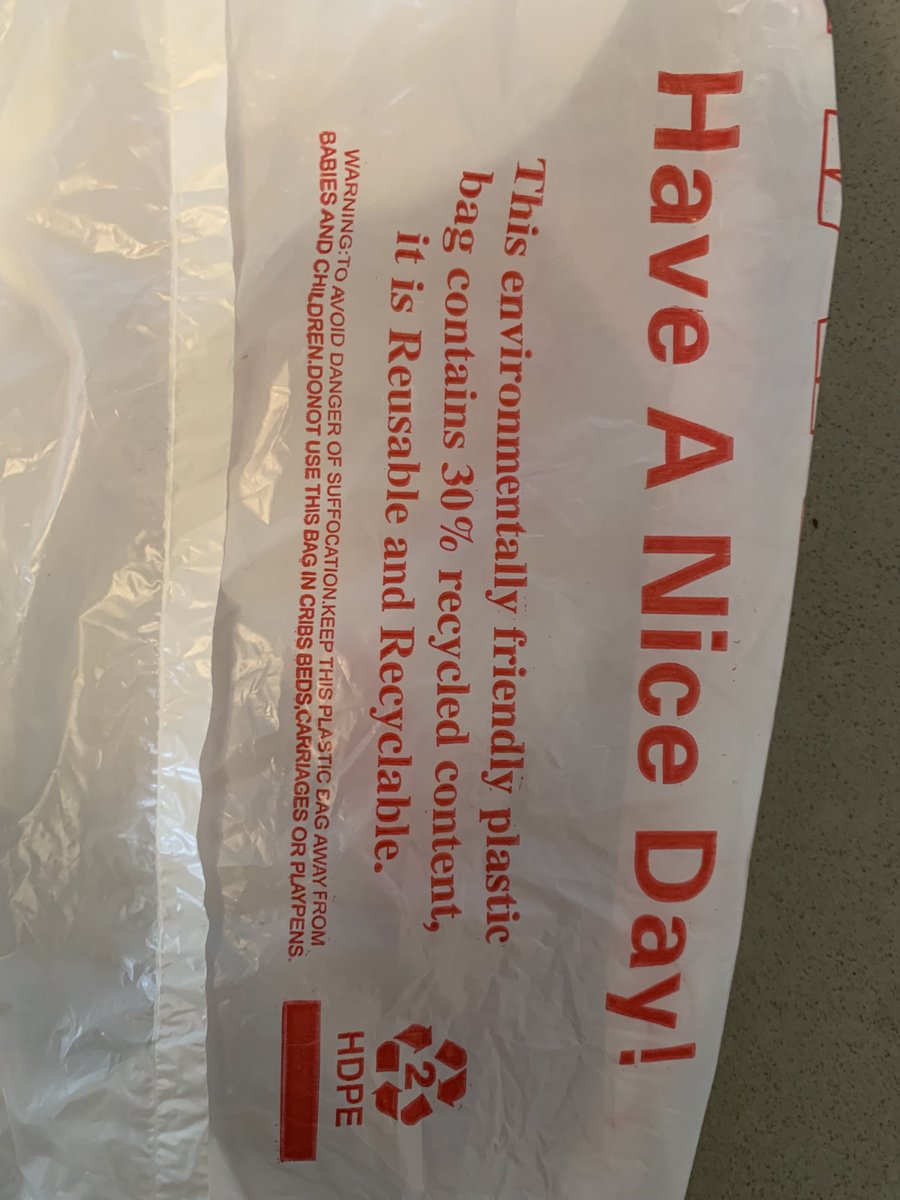 Have A Nice Day!
This environmentally friendly plastic
bag contains 30% recycled content,
it is Reusable and Recyclable.
WARNING:TO AVOID DANGER OF SUFFOCATION.KEEP THIS PLASTIC BAG AWAY FROM
BABIES AND CHILDREN.DONOT USE THIS BAG IN CRIBS BEDS,CARRIAGES OR PLAYPENS.
2
HDPE